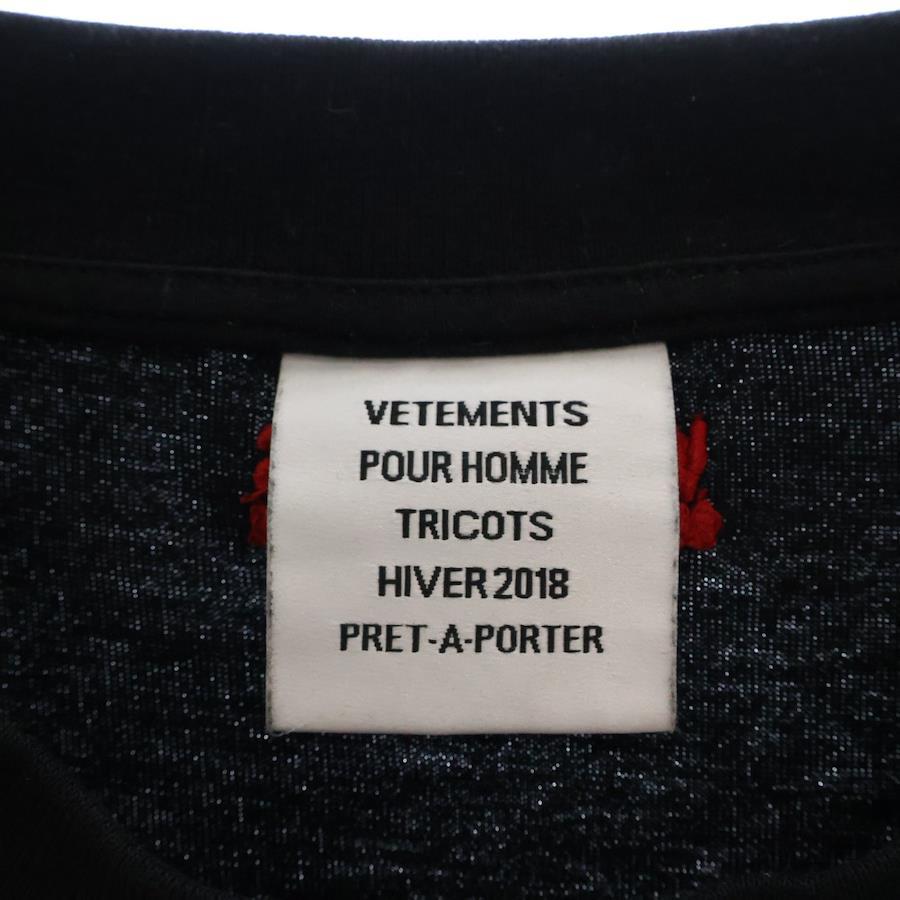 VETEMENTS
POUR HOMME
TRICOTS
HIVER 2018
PRET-A-PORTER